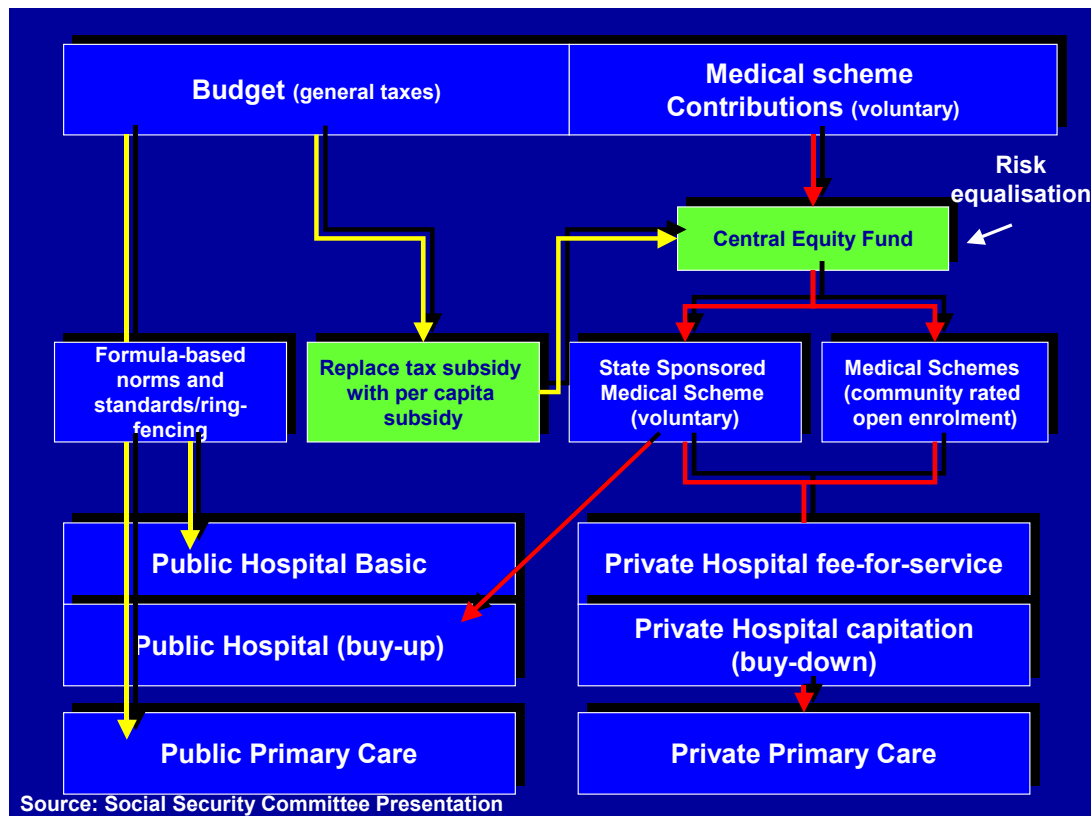 Budget (general taxes)
Medical scheme
Contributions (voluntary)
Risk
equalisation
Central Equity Fund
Formula-based
norms and
standards/ring-
fencing
Replace tax subsidy
with per capita
subsidy
State Sponsored
Medical Scheme
(voluntary)
Medical Schemes
(community rated
open enrolment)
Public Hospital Basic
Private Hospital fee-for-service
Public Hospital (buy-up)
Private Hospital capitation
(buy-down)
Public Primary Care
Private Primary Care
Source: Social Security Committee Presentation